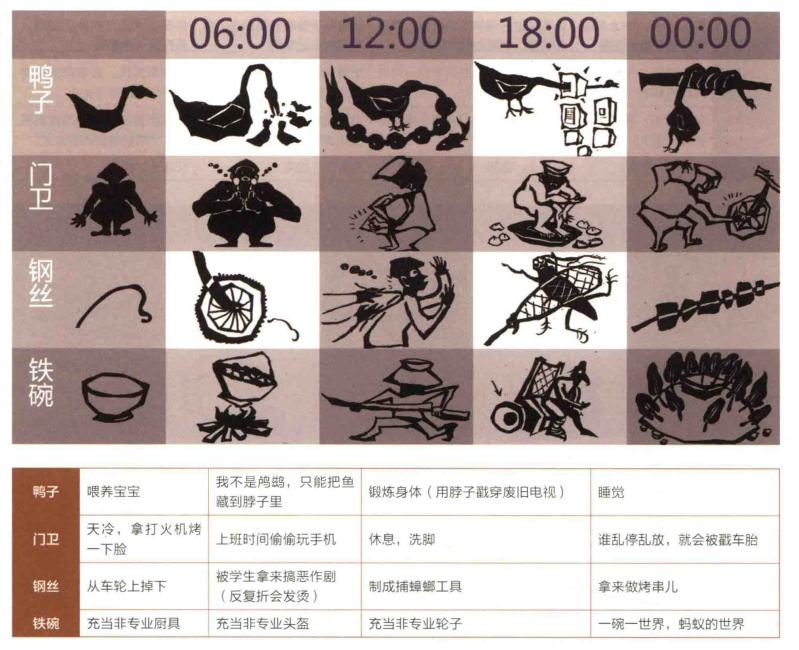 06:00 12:00 18:00 00:00
鸭子
门卫
钢丝
铁碗
鸭子 喂养宝宝 我不是鸬鹚，只能把鱼
藏到脖子里 锻炼身体（用脖子戳穿废旧电视） 睡觉
门卫 天冷，拿打火机烤
一下脸 上班时间偷偷玩手机 休息，洗脚 谁乱停乱放，就会被戳车胎
钢丝 从车轮上掉下 被学生拿来搞恶作剧
（反复折会发烫） 制成捕蟑螂工具 拿来做烤串儿
铁碗 充当非专业厨具 充当非专业头盔 充当非专业轮子 一碗一世界，蚂蚁的世界